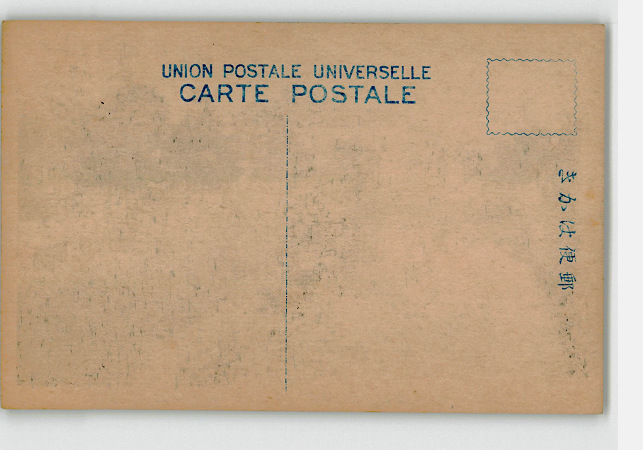 UNION POSTALE UNIVERSELLE
CARTE POSTALE
郵便はかき